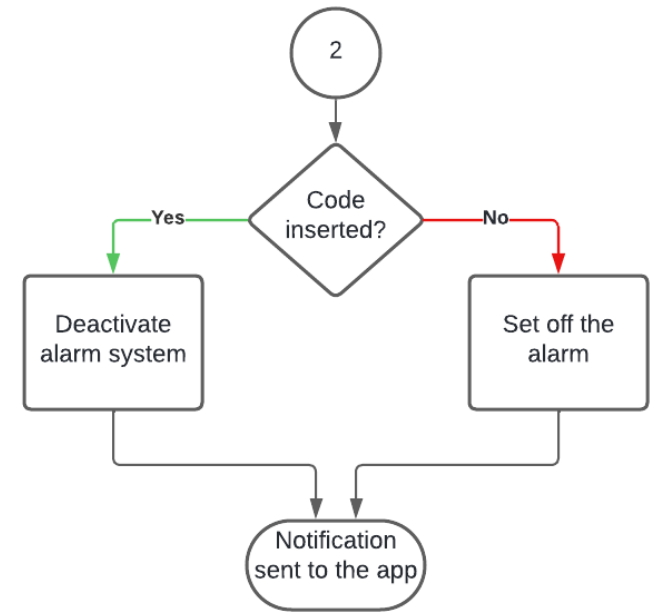 2
Code
inserted?
Yes
No
Deactivate
alarm system
Set off the
alarm
Notification
sent to the app